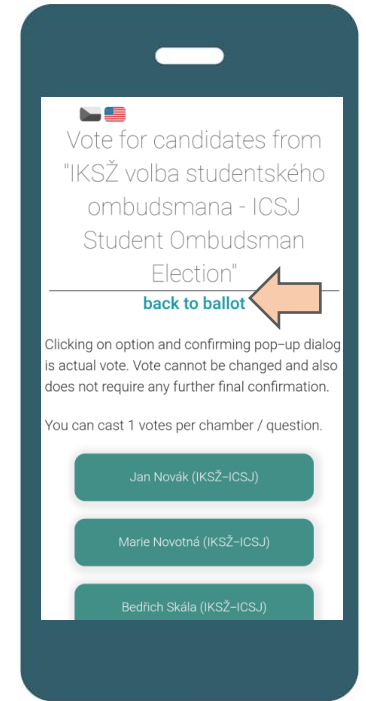 Vote for candidates from
"IKSŽ volba studentského
ombudsmana - ICSJ
Student Ombudsman
Election"
back to ballot
Clicking on option and confirming pop-up dialog
is actual vote. Vote cannot be changed and also
does not require any further final confirmation.
You can cast 1 votes per chamber / question.
Jan Novák (IKSŽ-ICSJ)
Marie Novotná (IKSŽ-ICSJ)
Bedřich Skála (IKSŽ-ICSJ)